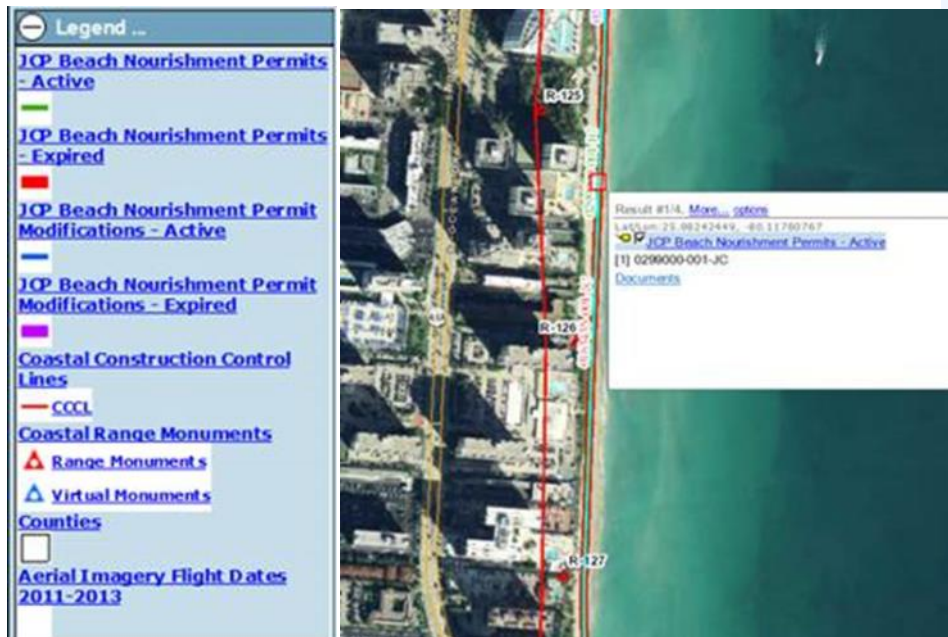 Legend ...
JCP Beach Nourishment Permits
- Active
JCP Beach Nourishment Permits
- Expired
JCP Beach Nourishment Permit
Modifications - Active
JCP Beach Nourishment Permit
Modifications - Expired
Coastal Construction Control
Lines
CCCL
Coastal Range Monuments
Range Monuments
Virtual Monuments
Counties
Aerial Imagery Flight Dates
2011-2013
R-125
R-126
R-127
Result #1/4, More... options
JCP Beach Nourishment Permits - Active
[1] 0299000-001-JC
Documents